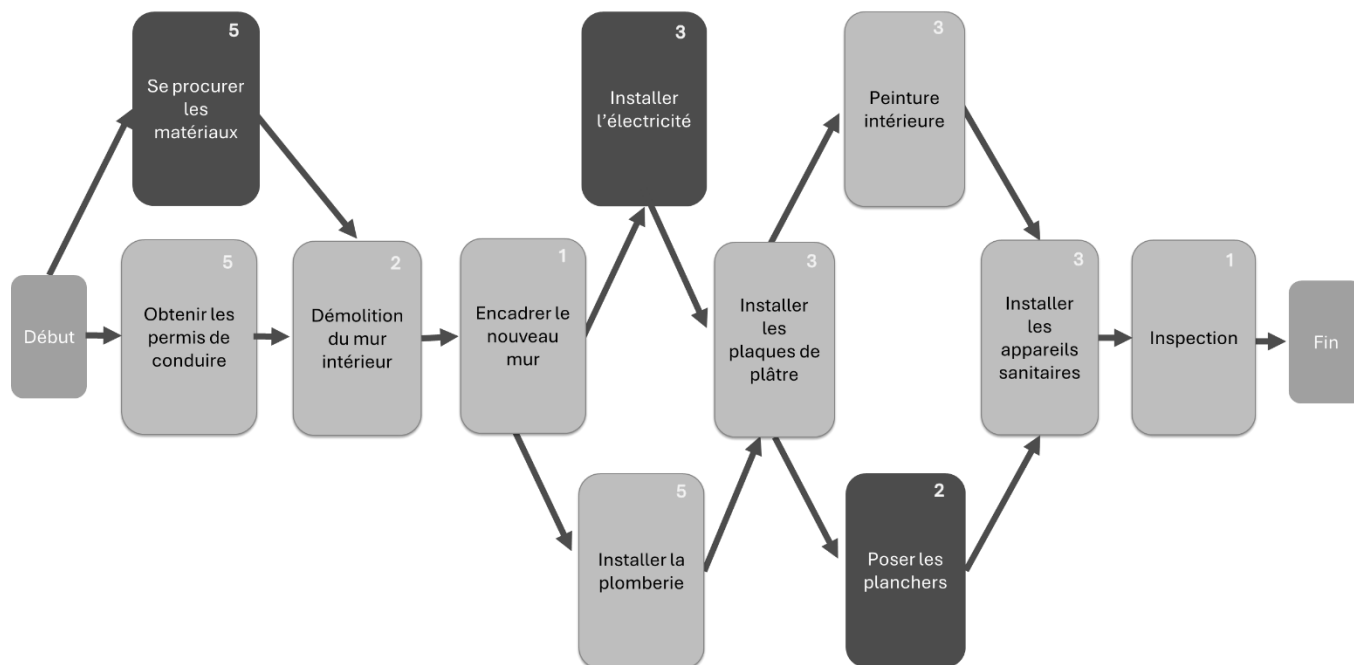 Début
5
Se procurer
les
matériaux
5
Obtenir les
permis de
conduire
2
Démolition
du mur
intérieur
1
Encadrer le
nouveau
mur
3
Installer
l'électricité
5
Installer la
plomberie
3
Installer
les
plaques de
plâtre
3
Peinture
intérieure
2
Poser les
planchers
3
Installer
les
appareils
sanitaires
1
Inspection
Fin